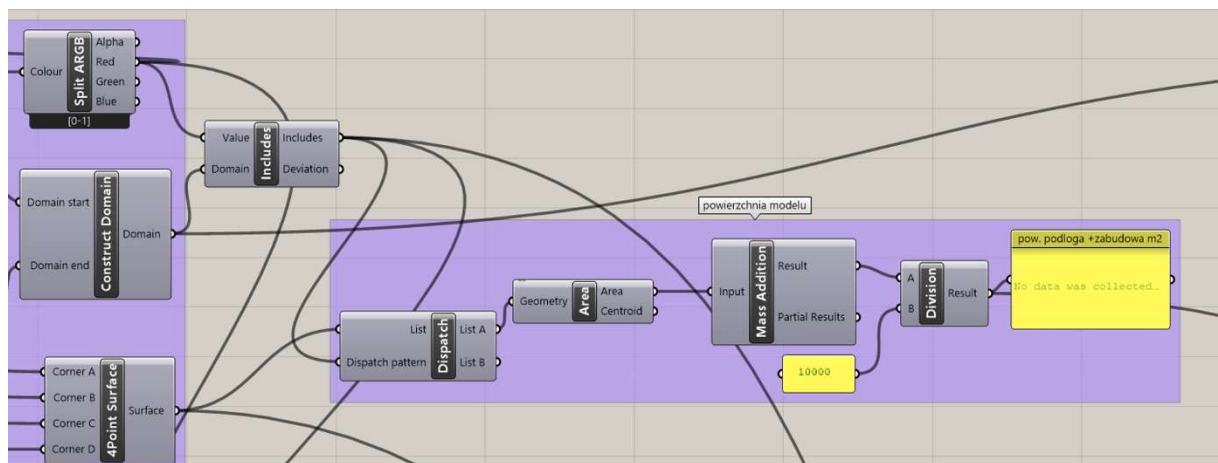 Colour
Split ARGB
Alpha
Red
Green
Blue
[0-1]
Value
Domain
Includes
Includes
Deviation
Domain start
Domain end
Construct Domain
Domain
powierzchnia modelu
List
Dispatch pattern
Dispatch
List A
List B
Geometry
Area
Area
Centroid
Input
Mass Addition
Result
Partial Results
10000
A
B
Division
Result
pow. podloga +zabudowa m2
No data was collected…
Corner A
Corner B
Corner C
Corner D
4Point Surface
Surface